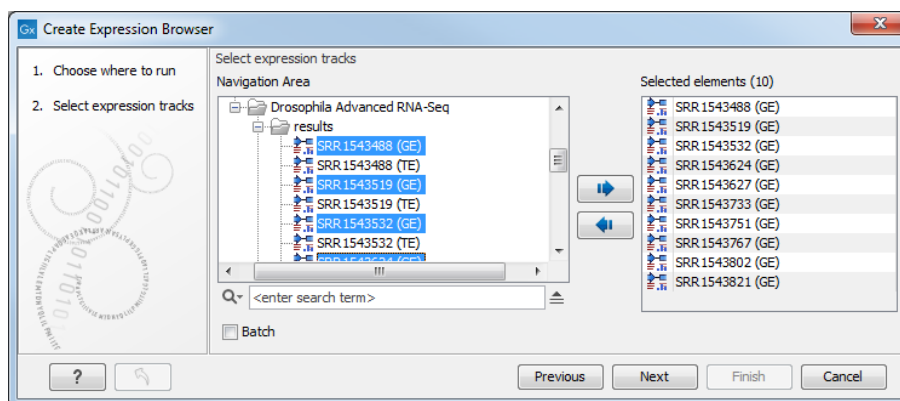 Gx Create Expression Browser
1. Choose where to run
2. Select expression tracks
Select expression tracks
Navigation Area
Drosophila Advanced RNA-Seq
results
SRR1543488 (GE)
SRR1543488 (TE)
SRR1543519 (GE)
SRR1543519 (TE)
SRR1543532 (GE)
SRR1543532 (TE)
SRR1543624 (GE)
<enter search term>
Batch
Selected elements (10)
SRR1543488 (GE)
SRR1543519 (GE)
SRR1543532 (GE)
SRR1543624 (GE)
SRR1543627 (GE)
SRR1543733 (GE)
SRR1543751 (GE)
SRR1543767 (GE)
SRR1543802 (GE)
SRR1543821 (GE)
? Previous Next Finish Cancel